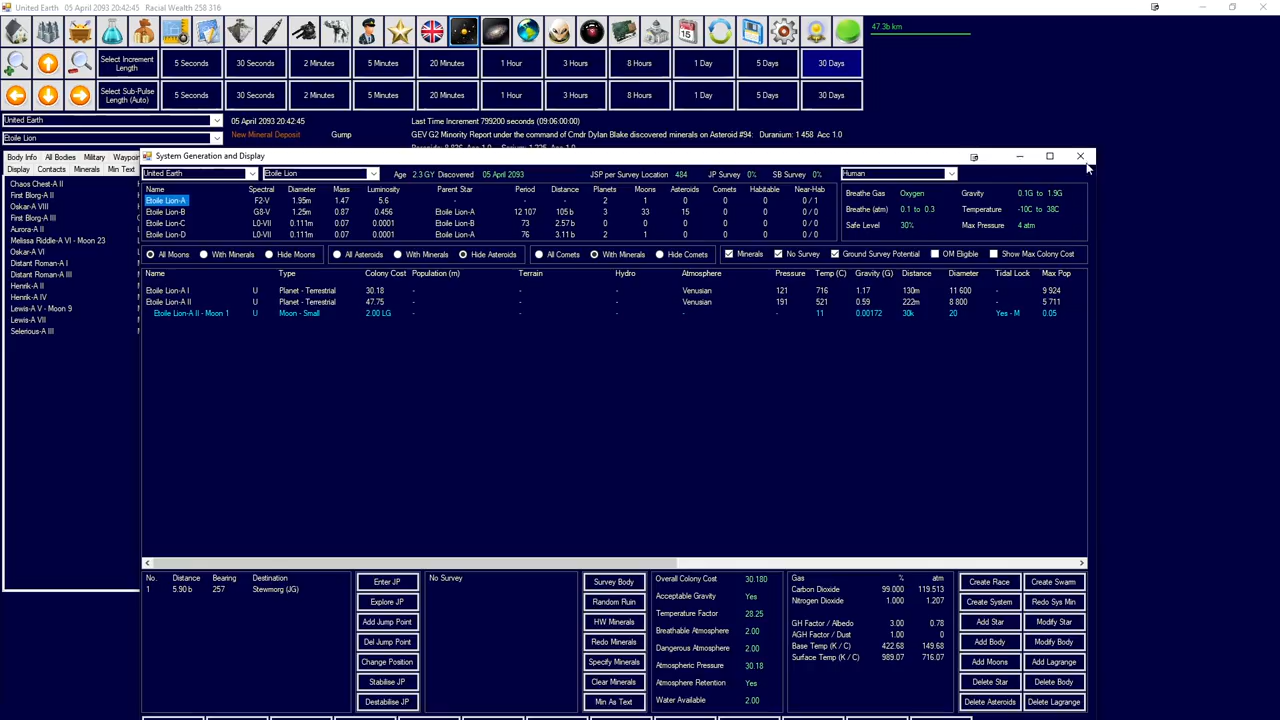 United Earth 05 April 2093 20:42:45 Racial Wealth 258 316
47.3b km
Select Increment Length 5 Seconds 30 Seconds 2 Minutes 5 Minutes 20 Minutes 1 Hour 3 Hours 8 Hours 1 Day 5 Days 30 Days
Select Sub-Pulse Length (Auto) 5 Seconds 30 Seconds 2 Minutes 5 Minutes 20 Minutes 1 Hour 3 Hours 8 Hours 1 Day 5 Days 30 Days
United Earth 05 April 2093 20:42:45 Last Time Increment 799200 seconds (09:06:00:00)
Etoile Lion New Mineral Deposit Gump GEV G2 Minority Report under the command of Cmdr Dylan Blake discovered minerals on Asteroid #94: Duranium: 1 458 Acc 1.0
Body Info All Bodies Military Waypoi
Display Contacts Minerals Min Text
Chaos Chest-A II
First Blorg-A II
Oskar-A VIII
First Blorg-A III
Aurora-A II
Melissa Riddle-A VI - Moon 23
Oskar-A VI
Distant Roman-A I
Distant Roman-A III
Henrik-A II
Henrik-A IV
Lewis-A V - Moon 9
Lewis-A VII
Selerious-A III
System Generation and Display
United Earth Etoile Lion Age 2.3 GY Discovered 05 April 2093 JSP per Survey Location 484 JP Survey 0% SB Survey 0% Human
Name Spectral Diameter Mass Luminosity Parent Star Period Distance Planets Moons Asteroids Comets Habitable Near-Hab
Etoile Lion-A F2-V 1.95m 1.47 5.6 - - - 2 1 0 0 0 0 / 1
Etoile Lion-B G8-V 1.25m 0.87 0.456 Etoile Lion-A 12 107 105 b 3 33 15 0 0 0 / 0
Etoile Lion-C L0-VII 0.111m 0.07 0.0001 Etoile Lion-B 73 2.57 b 0 0 0 0 0 0 / 0
Etoile Lion-D L0-VII 0.111m 0.07 0.0001 Etoile Lion-A 76 3.11 b 2 1 0 0 0 0 / 0
Breathe Gas Oxygen Gravity 0.1G to 1.9G
Breathe (atm) 0.1 to 0.3 Temperature -10C to 38C
Safe Level 30% Max Pressure 4 atm
All Moons With Minerals Hide Moons All Asteroids With Minerals Hide Asteroids All Comets With Minerals Hide Comets Minerals No Survey Ground Survey Potential OM Eligible Show Max Colony Cost
Name Type Colony Cost Population (m) Terrain Hydro Atmosphere Pressure Temp (C) Gravity (G) Distance Diameter Tidal Lock Max Pop
Etoile Lion-A I U Planet - Terrestrial 30.18 - - - Venusian 121 716 1.17 130m 11 600 - 9 924
Etoile Lion-A II U Planet - Terrestrial 47.75 - - - Venusian 191 521 0.59 222m 8 800 - 5 711
Etoile Lion-A II - Moon 1 U Moon - Small 2.00 LG - - - - - 11 0.00172 30k 20 Yes - M 0.05
No. Distance Bearing Destination
1 5.90 b 257 Stewmorg (JG)
Enter JP
Explore JP
Add Jump Point
Del Jump Point
Change Position
Stabilise JP
Destabilise JP
No Survey
Survey Body
Random Ruin
HW Minerals
Redo Minerals
Specify Minerals
Clear Minerals
Min As Text
Overall Colony Cost 30.180
Acceptable Gravity Yes
Temperature Factor 28.25
Breathable Atmosphere 2.00
Dangerous Atmosphere 2.00
Atmospheric Pressure 30.18
Atmosphere Retention Yes
Water Available 2.00
Gas % atm
Carbon Dioxide 99.000 119.513
Nitrogen Dioxide 1.000 1.207
GH Factor / Albedo 3.00 0.78
AGH Factor / Dust 1.00 0
Base Temp (K / C) 422.68 149.68
Surface Temp (K / C) 989.07 716.07
Create Race Create Swarm
Create System Redo Sys Min
Add Star Modify Star
Add Body Modify Body
Add Moons Add Lagrange
Delete Star Delete Body
Delete Asteroids Delete Lagrange